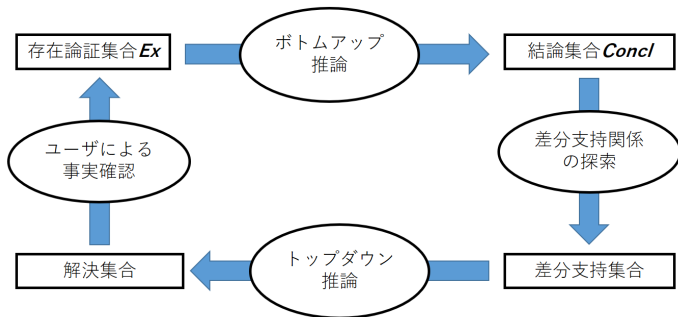 存在論証集合Ex
ボトムアップ
推論
結論集合Concl
ユーザによる
事実確認
差分支持関係
の探索
解決集合
トップダウン
推論
差分支持集合